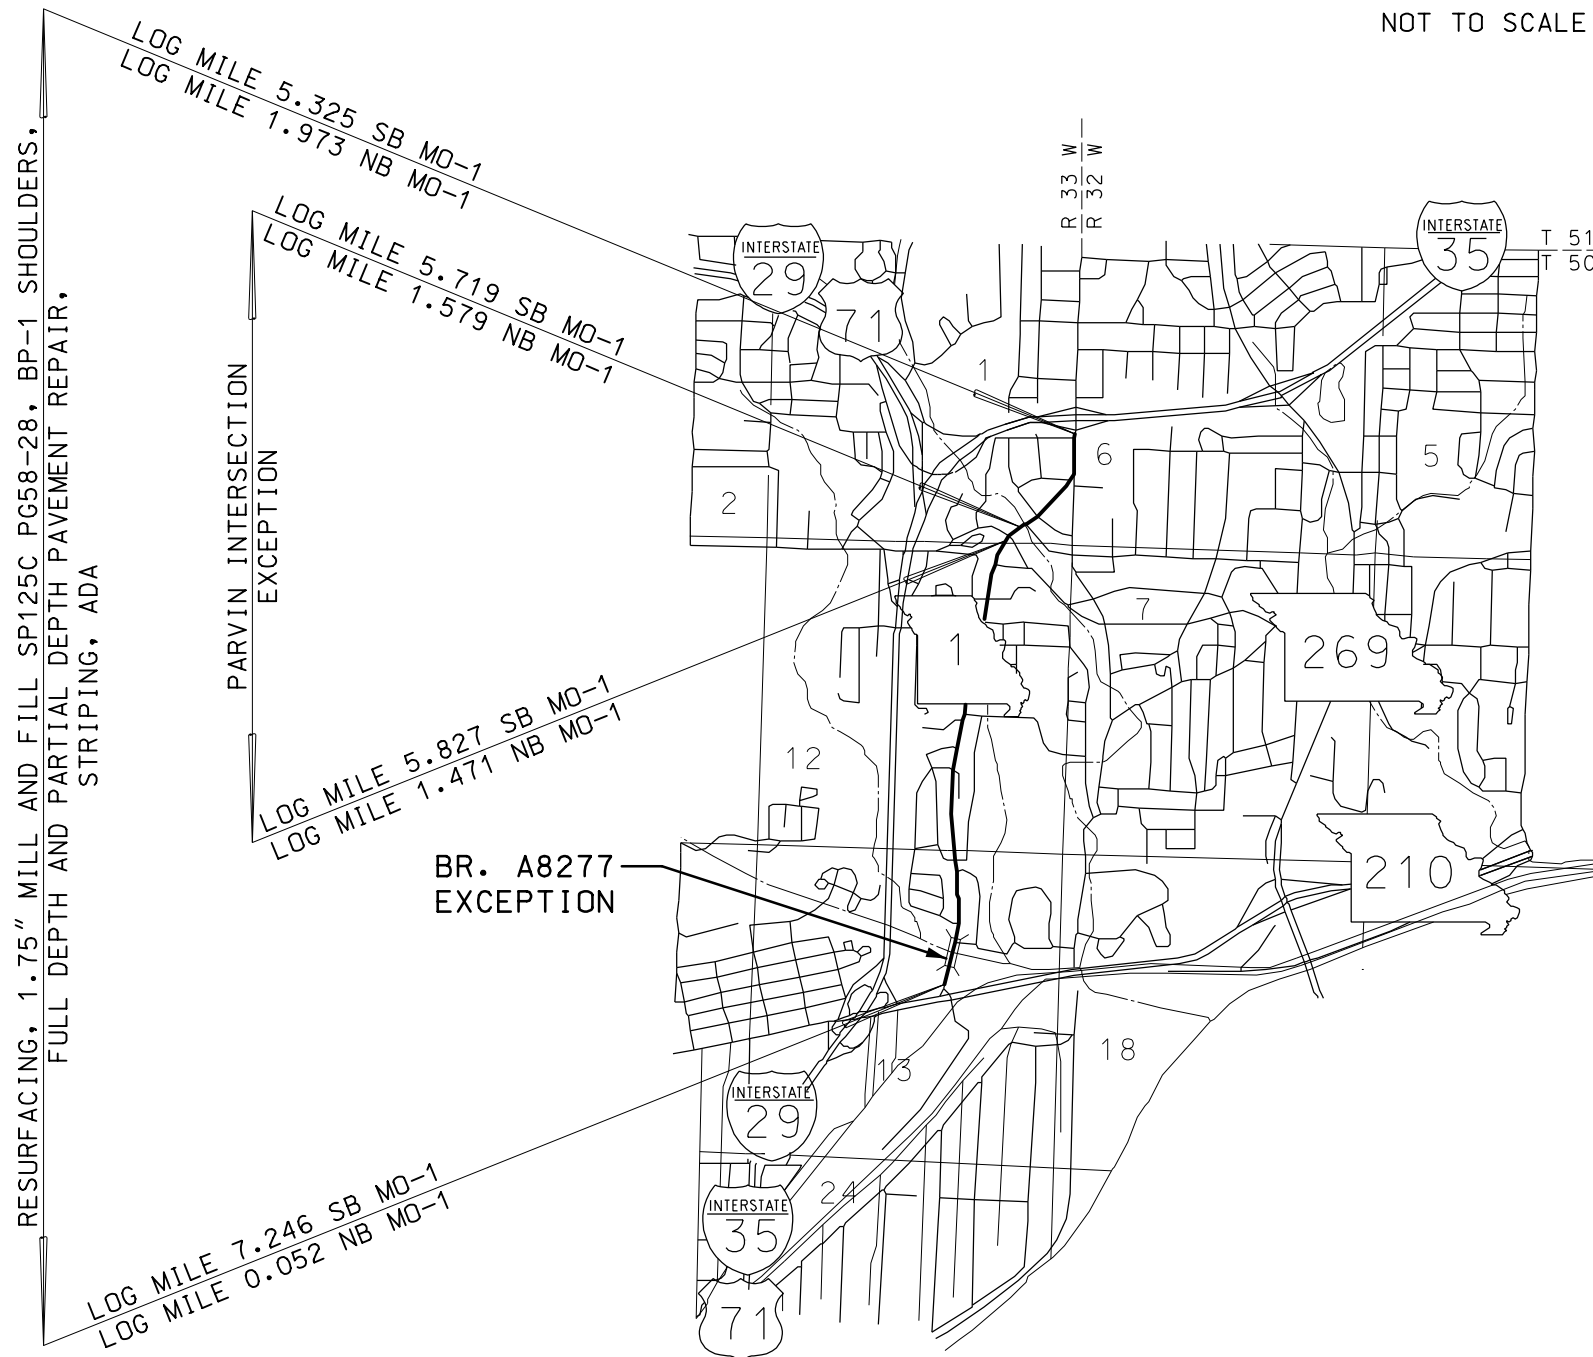 NOT TO SCALE
LOG MILE 5.325 SB MO-1
LOG MILE 1.973 NB MO-1
LOG MILE 5.719 SB MO-1
LOG MILE 1.579 NB MO-1
RESURFACING, 1.75" MILL AND FILL SP125C PG58-28, BP-1 SHOULDERS,
FULL DEPTH AND PARTIAL DEPTH PAVEMENT REPAIR,
STRIPING, ADA
PARVIN INTERSECTION
EXCEPTION
LOG MILE 5.827 SB MO-1
LOG MILE 1.471 NB MO-1
BR. A8277
EXCEPTION
LOG MILE 7.246 SB MO-1
LOG MILE 0.052 NB MO-1
R 33 W
R 32 W
T 51
T 50
INTERSTATE
29
71
INTERSTATE
35
1
2
6
5
7
1
269
12
210
13
18
INTERSTATE
29
24
INTERSTATE
35
71